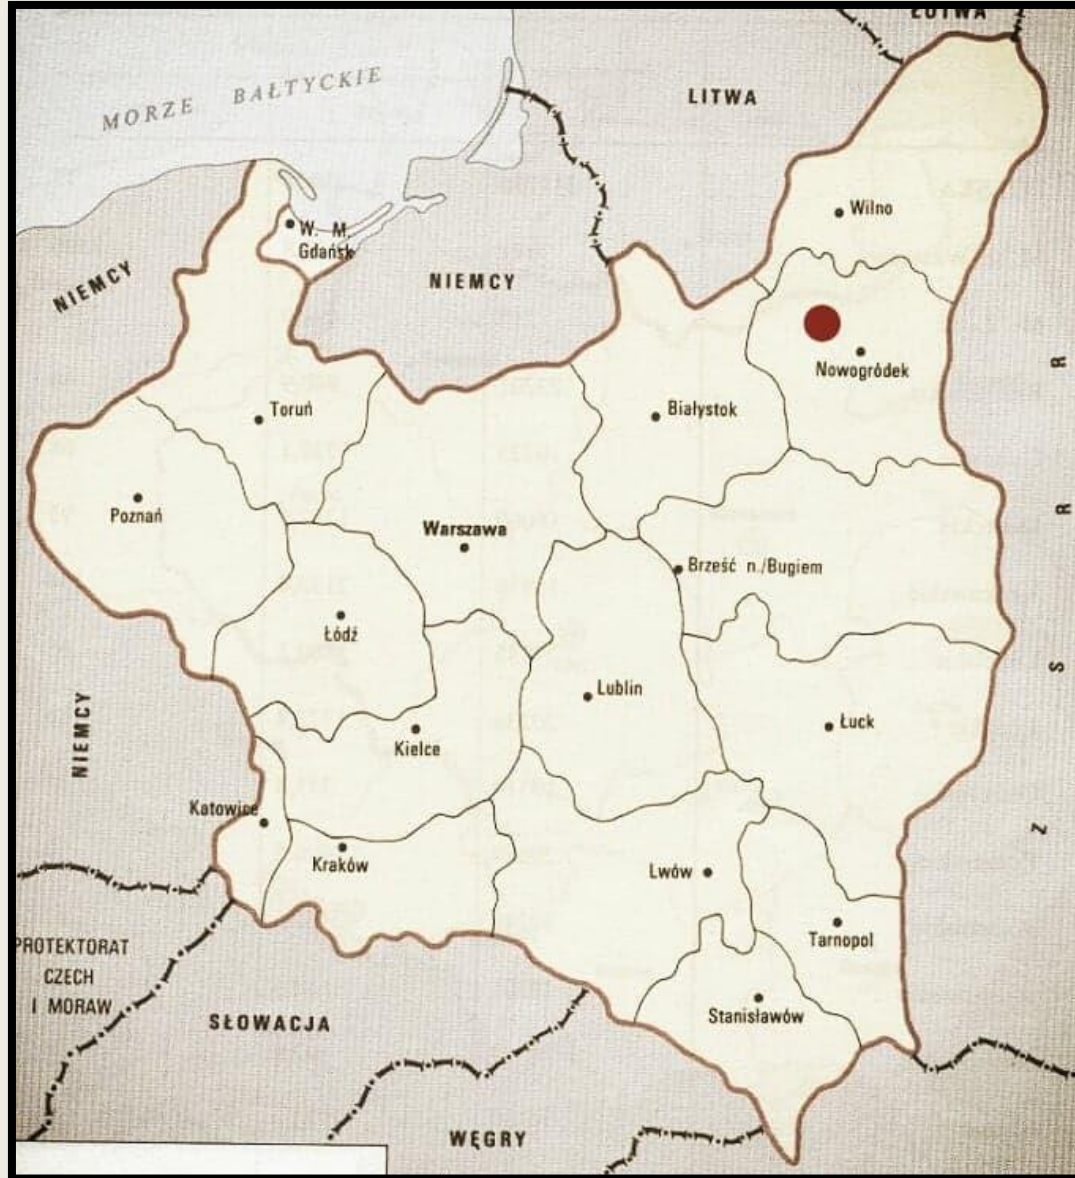 ŁOTWA
MORZE BAŁTYCKIE
LITWA
Wilno
W. M.
Gdańsk
NIEMCY
NIEMCY
Nowogródek
Toruń
Białystok
Poznań
Warszawa
Brześć n./Bugiem
Łódź
Lublin
Łuck
NIEMCY
Kielce
Katowice
Kraków
Lwów
Tarnopol
Stanisławów
PROTEKTORAT
CZECH
I MORAW
SŁOWACJA
WĘGRY
Z S R R